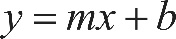 y = mx + b